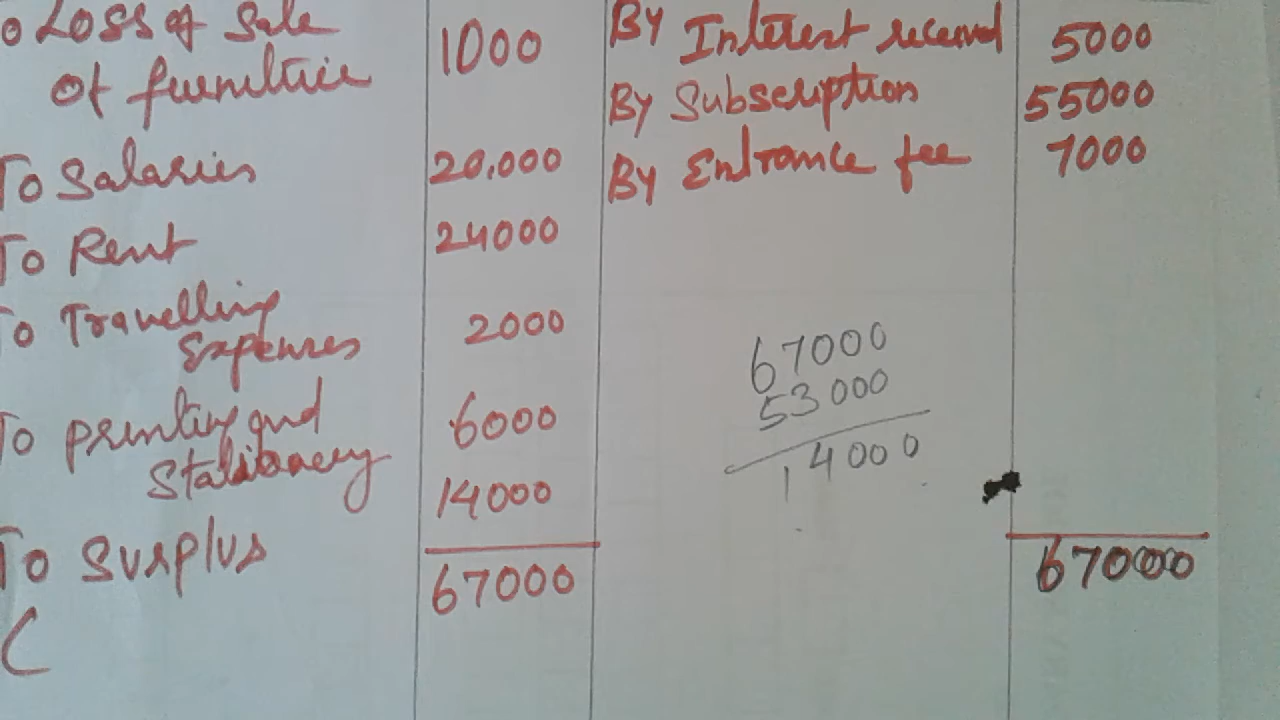 o Loss of Sale
of furniture
1000
To Salaries
20,000
To Rent
24000
To Travelling
Expenses
2000
To printing and
Stationery
6000
14000
To Surplus
67000
(
By Interest received
5000
By Subscription
55000
By Entrance fee
7000
67000
53000
14000
67000